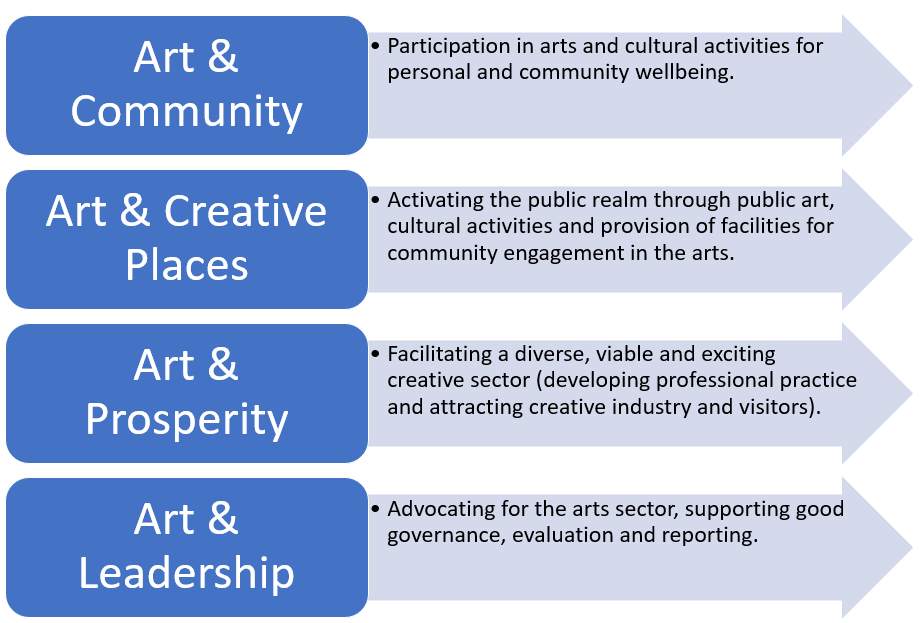 Art &
Community
• Participation in arts and cultural activities for
personal and community wellbeing.
Art & Creative
Places
• Activating the public realm through public art,
cultural activities and provision of facilities for
community engagement in the arts.
Art &
Prosperity
• Facilitating a diverse, viable and exciting
creative sector (developing professional practice
and attracting creative industry and visitors).
Art &
Leadership
• Advocating for the arts sector, supporting good
governance, evaluation and reporting.